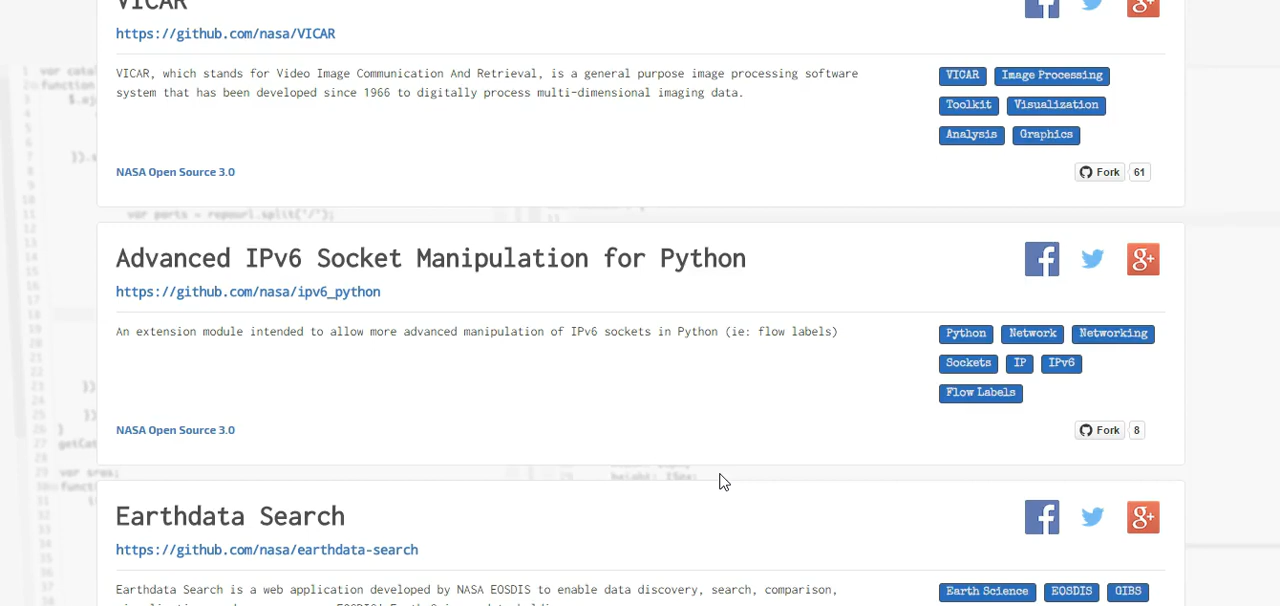 VICAR
https://github.com/nasa/VICAR
VICAR, which stands for Video Image Communication And Retrieval, is a general purpose image processing software
system that has been developed since 1966 to digitally process multi-dimensional imaging data.
VICAR Image Processing
Toolkit Visualization
Analysis Graphics
NASA Open Source 3.0
Fork 61
var parts = repourl.split("/");
Advanced IPv6 Socket Manipulation for Python
https://github.com/nasa/ipv6_python
An extension module intended to allow more advanced manipulation of IPv6 sockets in Python (ie: flow labels)
Python Network Networking
Sockets IP IPv6
Flow Labels
NASA Open Source 3.0
Fork 8
Earthdata Search
https://github.com/nasa/earthdata-search
Earthdata Search is a web application developed by NASA EOSDIS to enable data discovery, search, comparison,
Earth Science EOSDIS GIBS